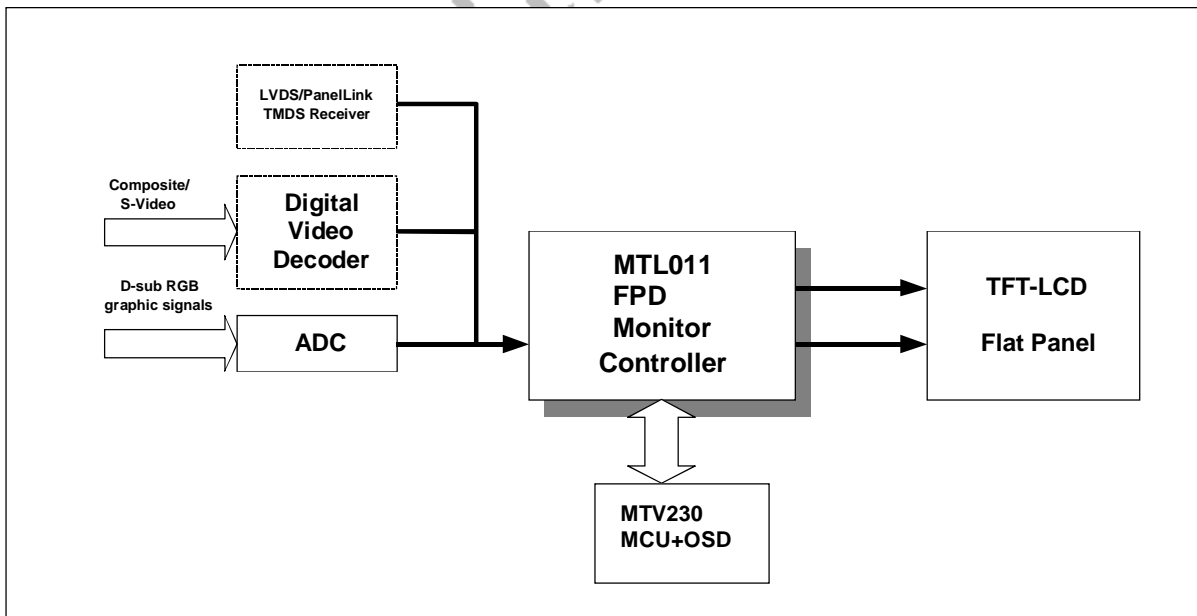 LVDS/PanelLink
TMDS Receiver
Composite/
S-Video
Digital
Video
Decoder
D-sub RGB
graphic signals
ADC
MTL011
FPD
Monitor
Controller
TFT-LCD
Flat Panel
MTV230
MCU+OSD